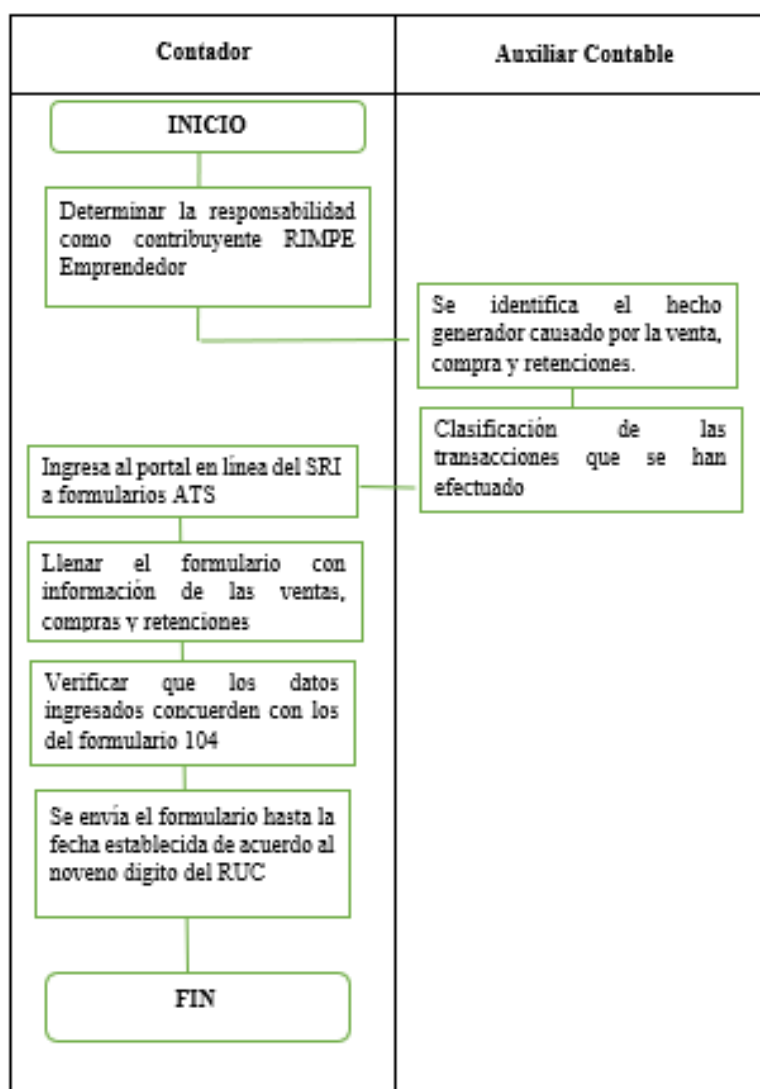 Contador
Auxiliar Contable
INICIO
Determinar la responsabilidad
como contribuyente RIMPE
Emprendedor
Se identifica el hecho
generador causado por la venta,
compra y retenciones.
Clasificación de las
transacciones que se han
efectuado
Ingresa al portal en línea del SRI
a formularios ATS
Llenar el formulario con
información de las ventas,
compras y retenciones
Verificar que los datos
ingresados concuerden con los
del formulario 104
Se envía el formulario hasta la
fecha establecida de acuerdo al
noveno digito del RUC
FIN